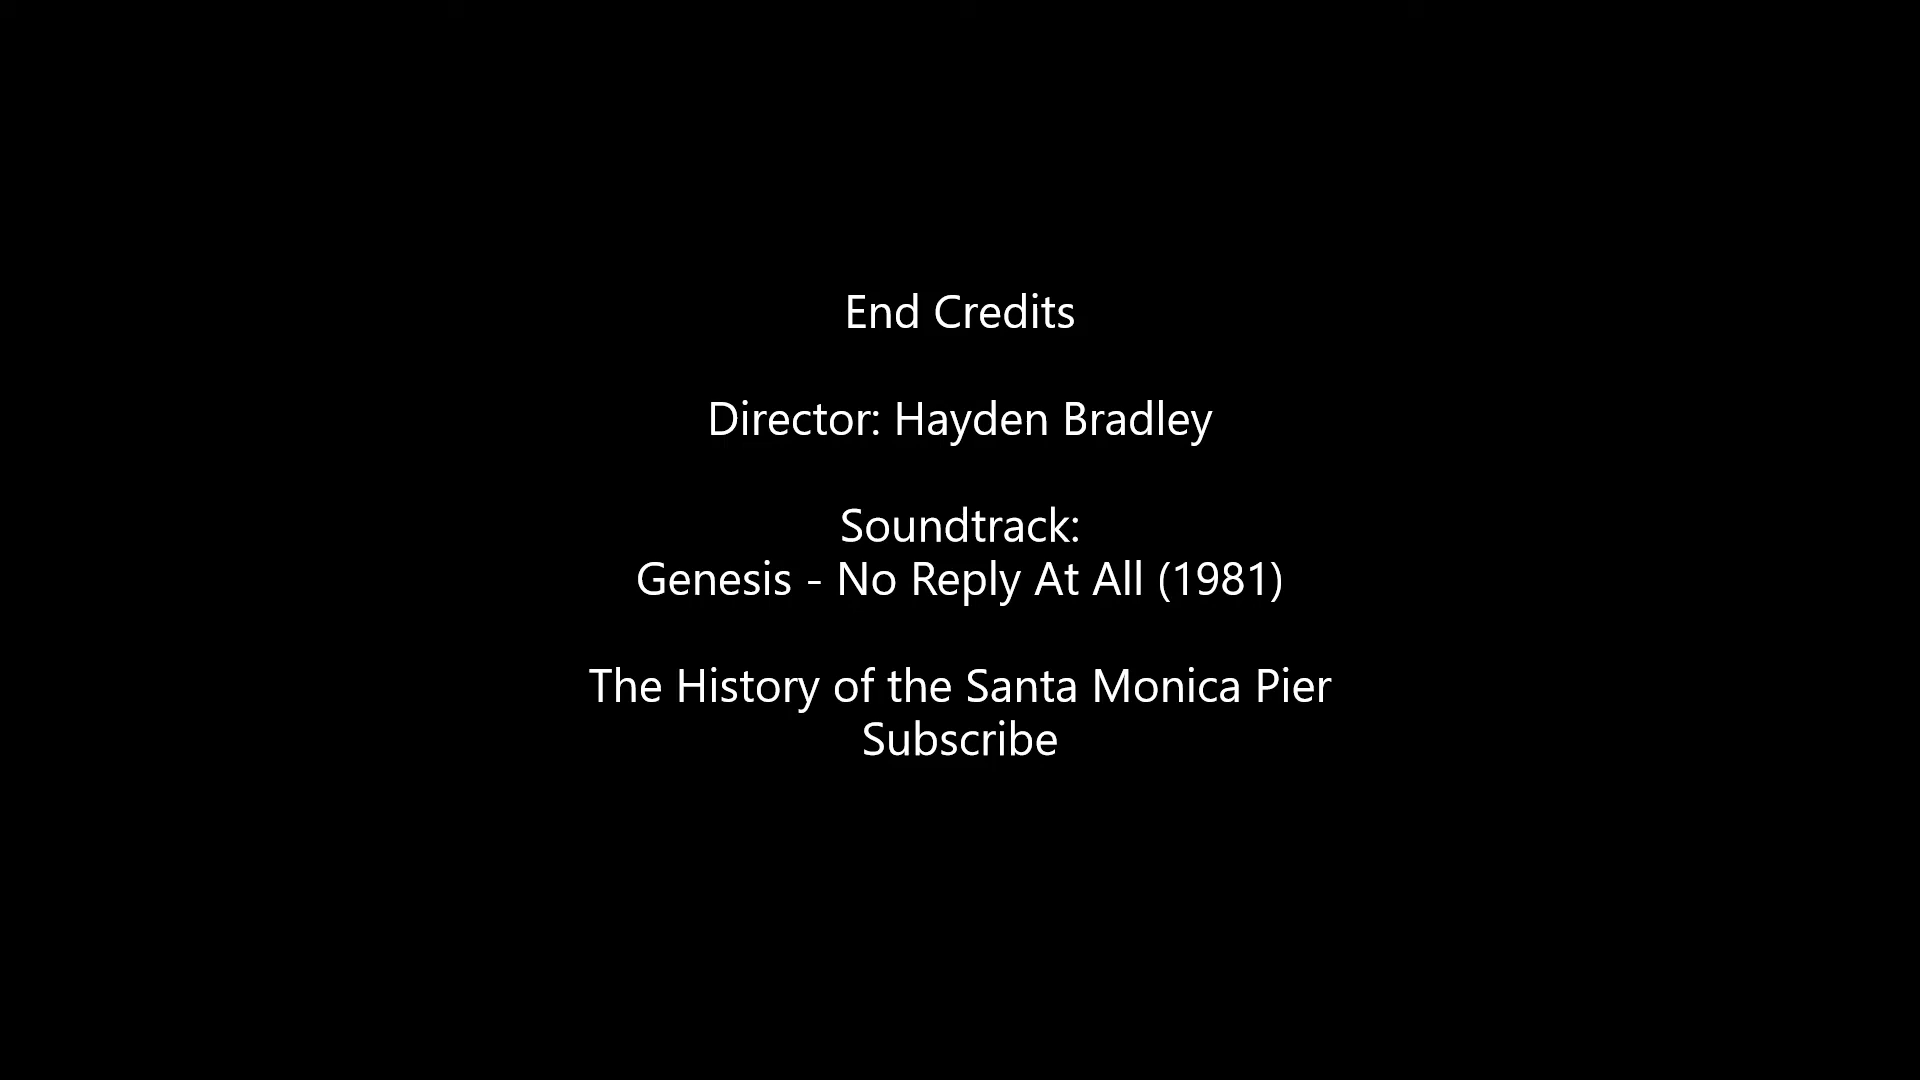 End Credits
Director: Hayden Bradley
Soundtrack:
Genesis - No Reply At All (1981)
The History of the Santa Monica Pier
Subscribe